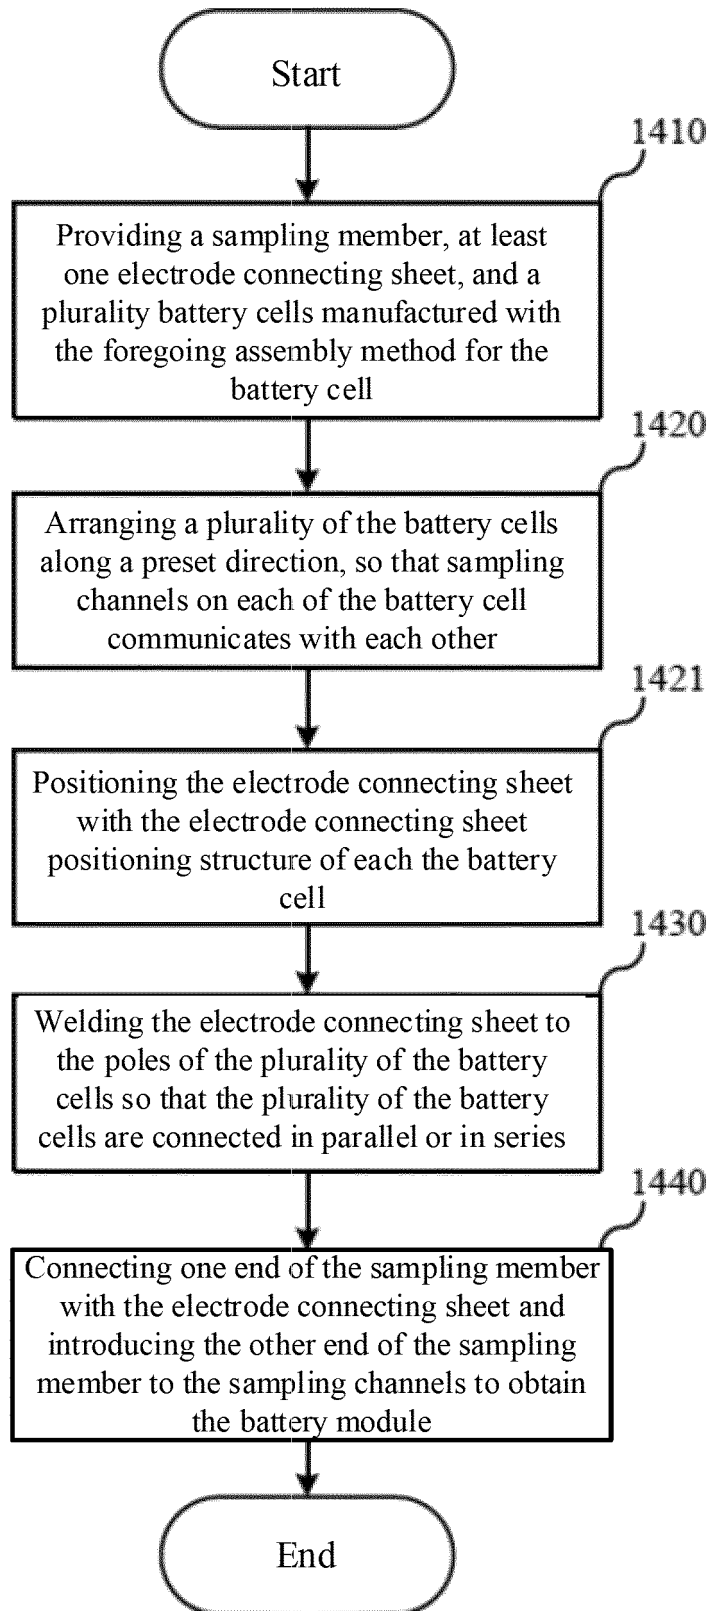 Start
1410
Providing a sampling member, at least
one electrode connecting sheet, and a
plurality battery cells manufactured with
the foregoing assembly method for the
battery cell
1420
Arranging a plurality of the battery cells
along a preset direction, so that sampling
channels on each of the battery cell
communicates with each other
1421
Positioning the electrode connecting sheet
with the electrode connecting sheet
positioning structure of each the battery
cell
1430
Welding the electrode connecting sheet to
the poles of the plurality of the battery
cells so that the plurality of the battery
cells are connected in parallel or in series
1440
Connecting one end of the sampling member
with the electrode connecting sheet and
introducing the other end of the sampling
member to the sampling channels to obtain
the battery module
End